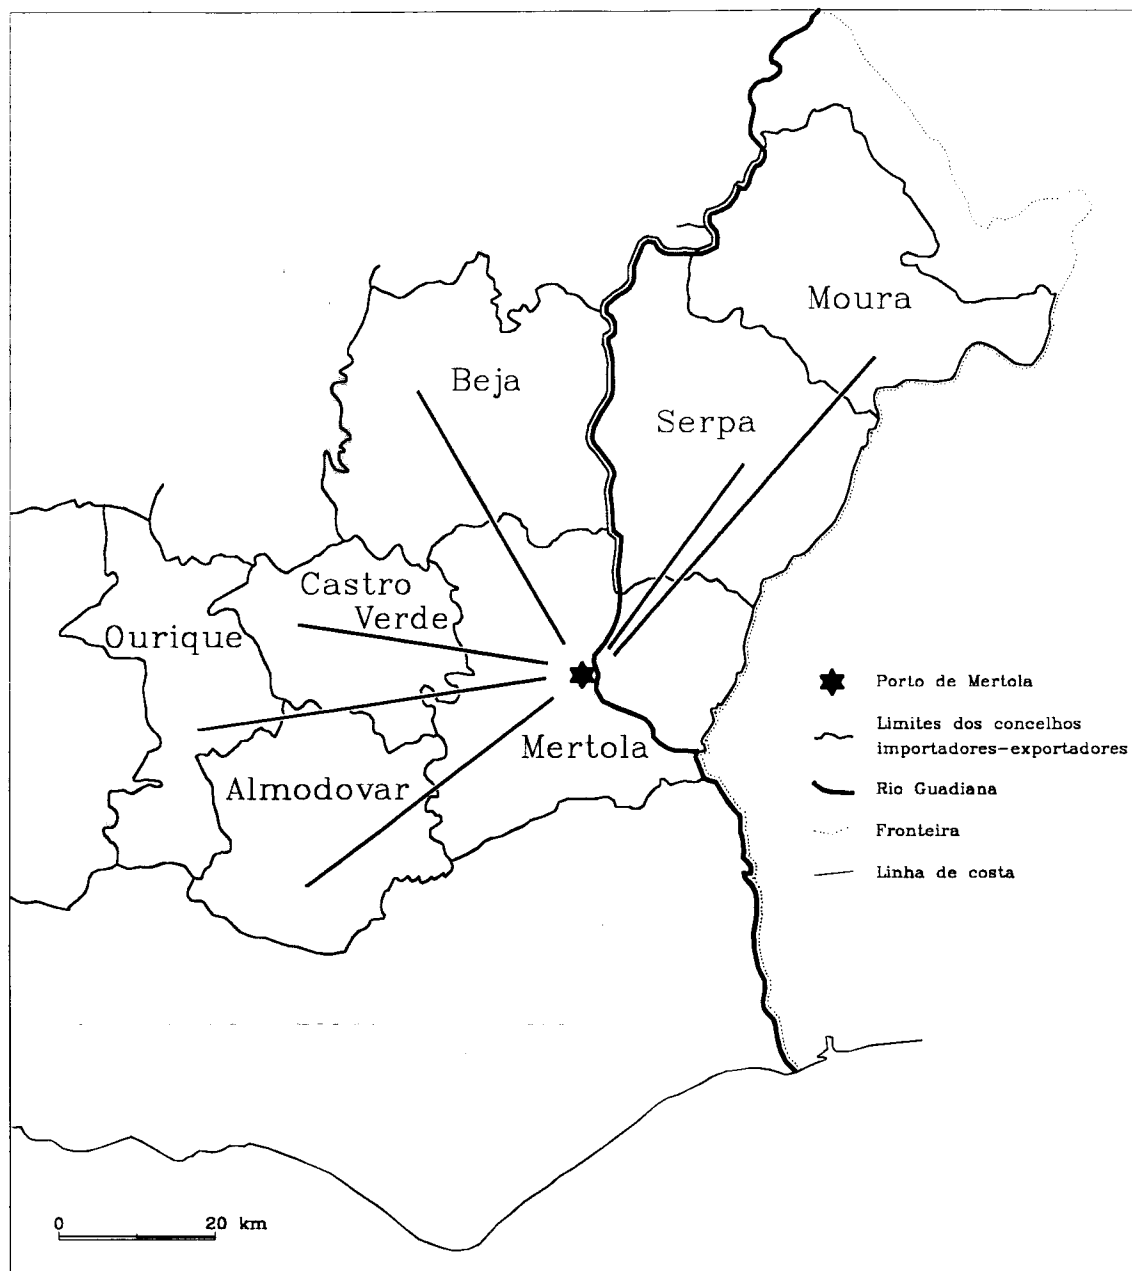 Moura
Beja
Serpa
Castro
Verde
Ourique
Mertola
Almodovar
Porto de Mertola
Limites dos concelhos
importadores-exportadores
Rio Guadiana
Fronteira
Linha de costa
0 20 km